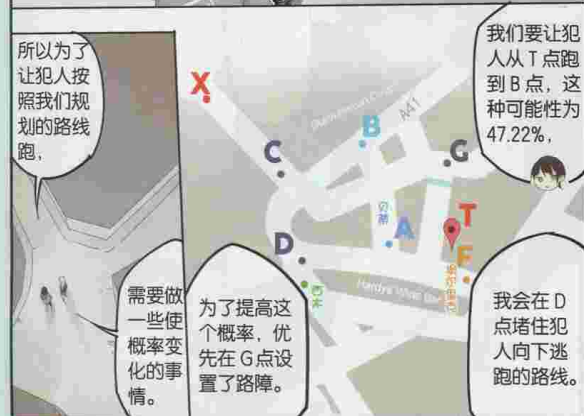 我们要让犯
人从T点跑
到B点，这
种可能性为
47.22%，
所以为了
让犯人按
照我们规
划的路线
跑，
X
B
A41
C
G
贝蒂
T
A
D
F
我会在D
点堵住犯
人向下逃
跑的路线。
为了提高这
个概率，优
先在G点设
置了路障。
需要做
一些使
概率变
化的事
情。